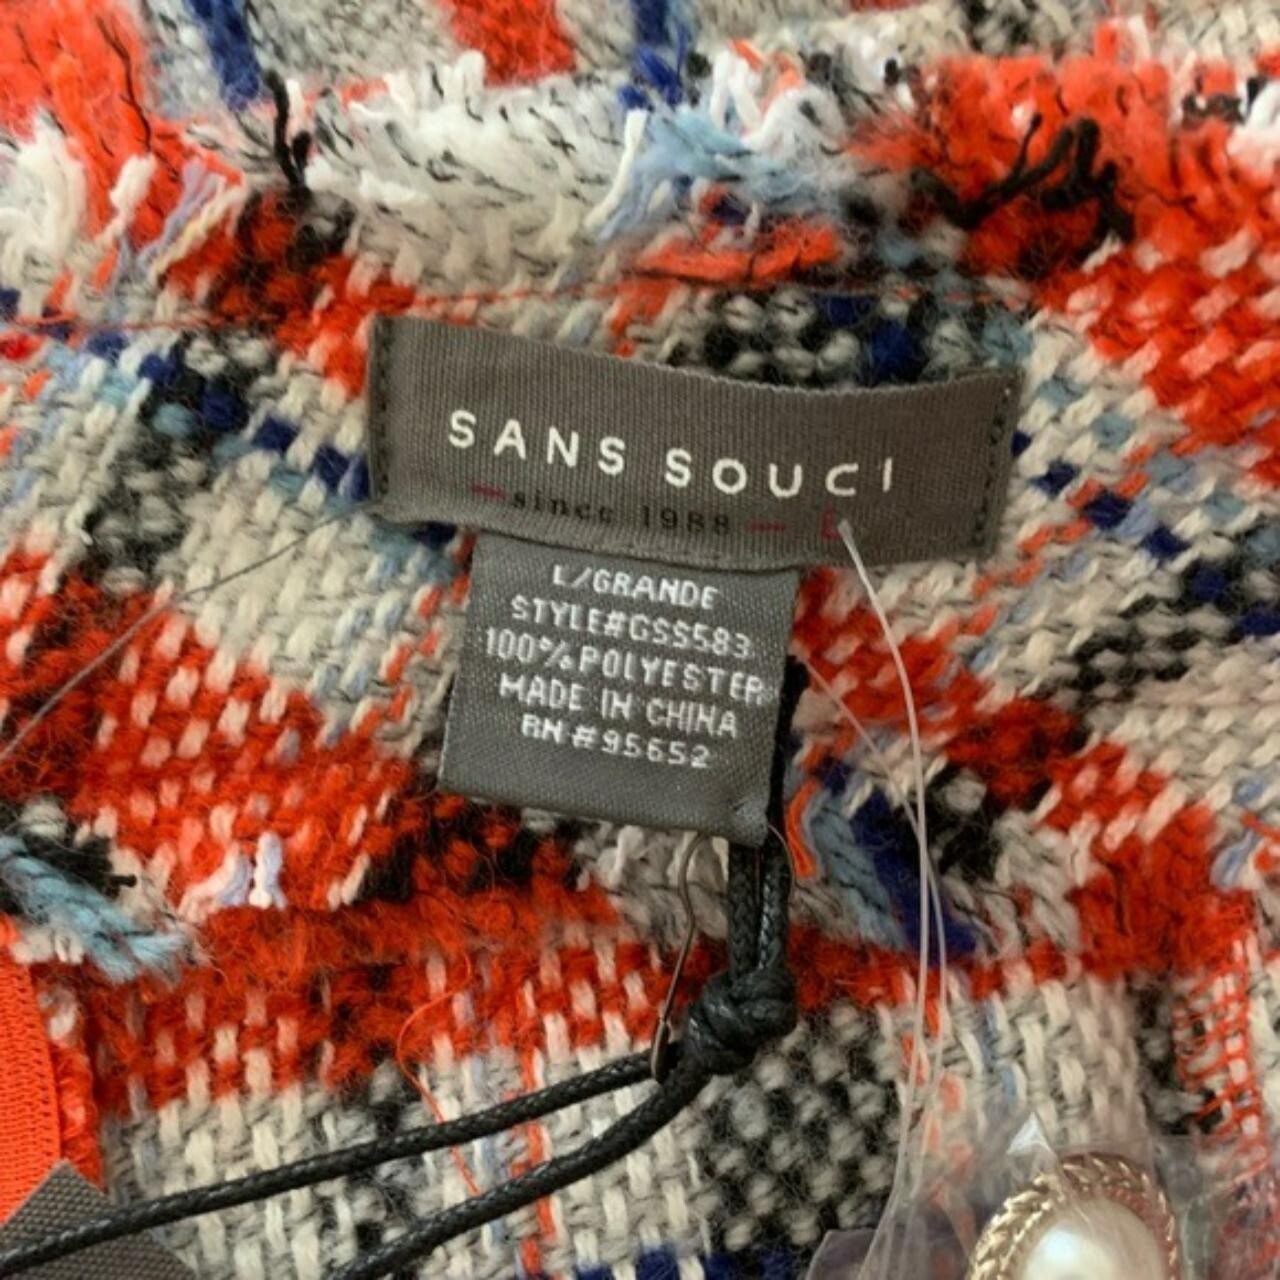 SANS SOUCI
— since 1988 —
L/GRANDE
STYLE#GSS583
100%POLYESTER
MADE IN CHINA
RN#95652